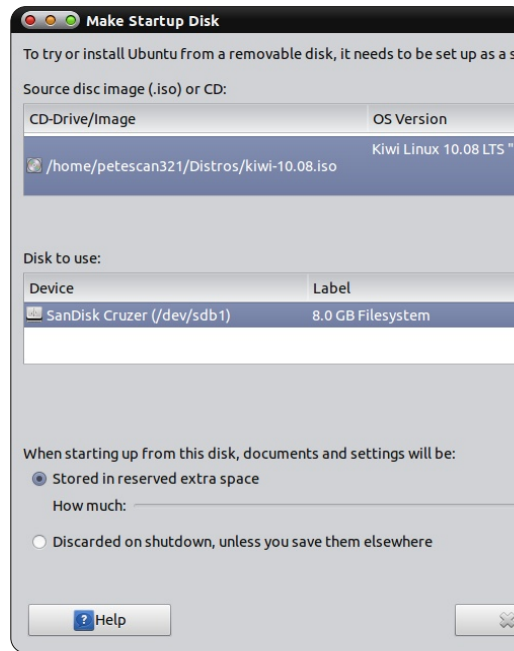 Make Startup Disk
To try or install Ubuntu from a removable disk, it needs to be set up as a s
Source disc image (.iso) or CD:
CD-Drive/Image OS Version
Kiwi Linux 10.08 LTS "
/home/petescan321/Distros/kiwi-10.08.iso
Disk to use:
Device Label
SanDisk Cruzer (/dev/sdb1) 8.0 GB Filesystem
When starting up from this disk, documents and settings will be:
Stored in reserved extra space
How much:
Discarded on shutdown, unless you save them elsewhere
Help